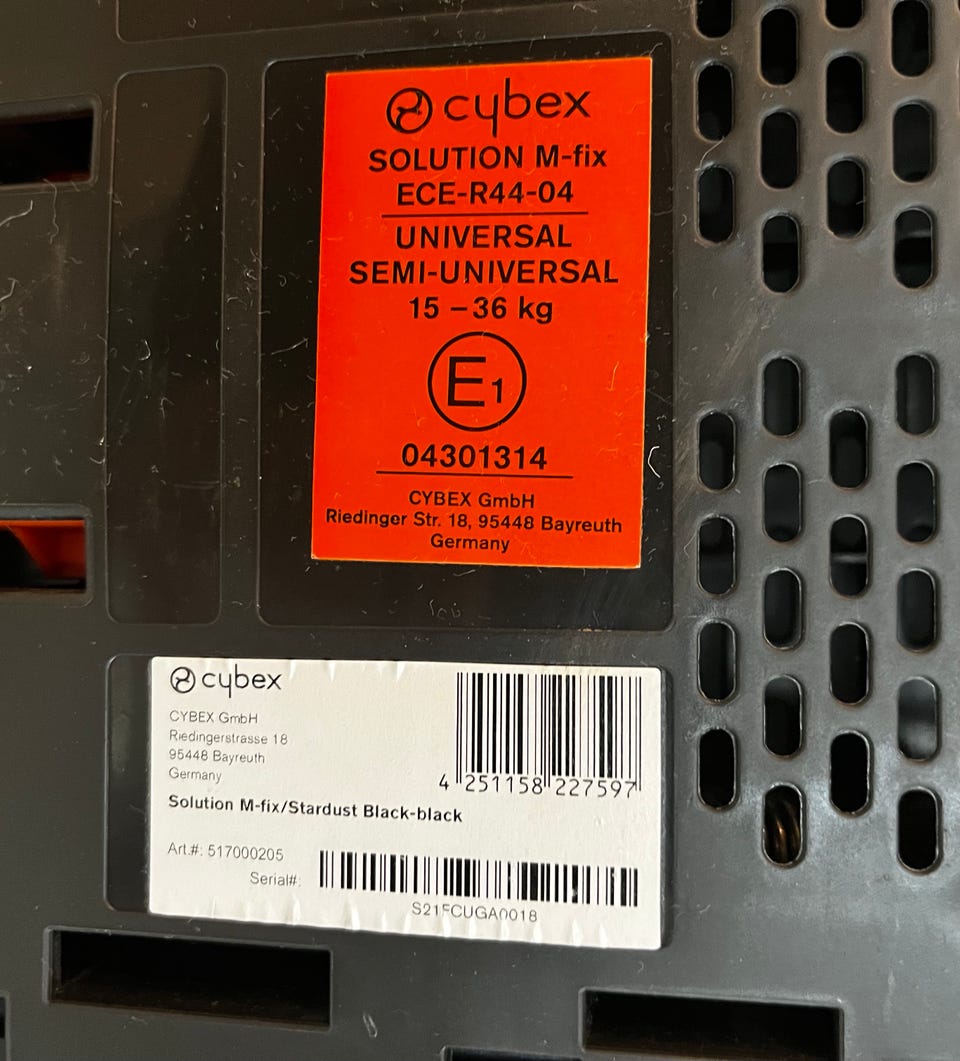 cybex
SOLUTION M-fix
ECE-R44-04
UNIVERSAL
SEMI-UNIVERSAL
15 – 36 kg
E1
04301314
CYBEX GmbH
Riedinger Str. 18, 95448 Bayreuth
Germany
cybex
CYBEX GmbH
Riedingerstrasse 18
95448 Bayreuth
Germany
4 251158 227597
Solution M-fix/Stardust Black-black
Art.#: 517000205
Serial#:
S21FCUGA0018